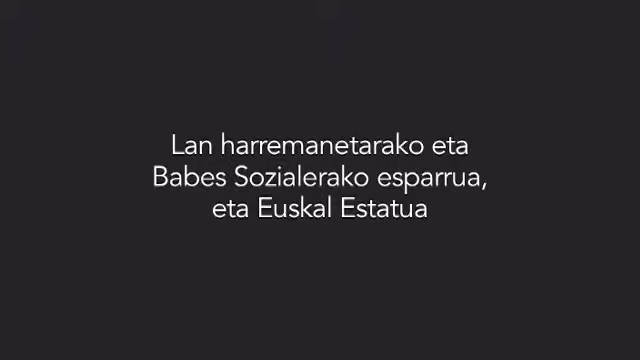 Lan harremanetarako eta
Babes Sozialerako esparrua,
eta Euskal Estatua